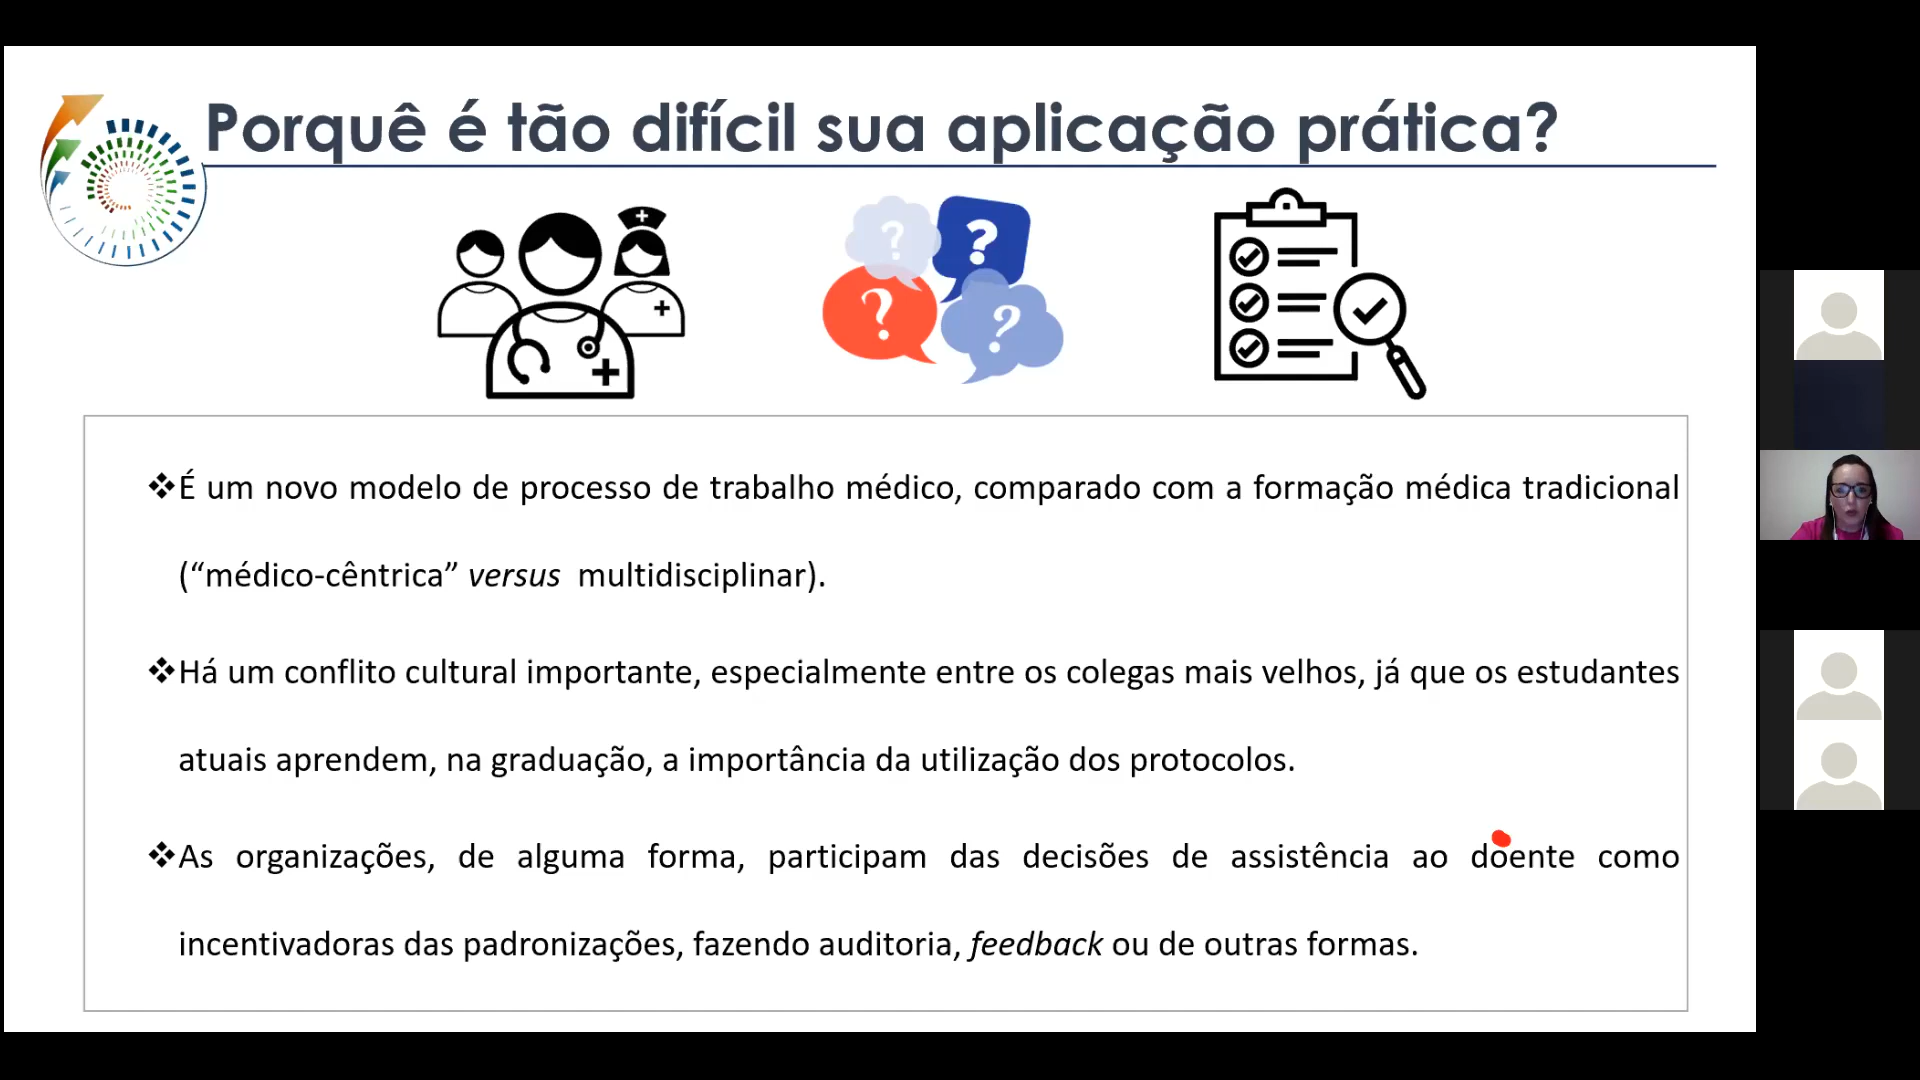 Porquê é tão difícil sua aplicação prática?
? ? ? ?
❖É um novo modelo de processo de trabalho médico, comparado com a formação médica tradicional
(“médico-cêntrica” versus multidisciplinar).
❖Há um conflito cultural importante, especialmente entre os colegas mais velhos, já que os estudantes
atuais aprendem, na graduação, a importância da utilização dos protocolos.
❖As organizações, de alguma forma, participam das decisões de assistência ao doente como
incentivadoras das padronizações, fazendo auditoria, feedback ou de outras formas.